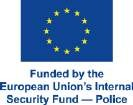 Funded by the
European Union's Internal
Security Fund — Police